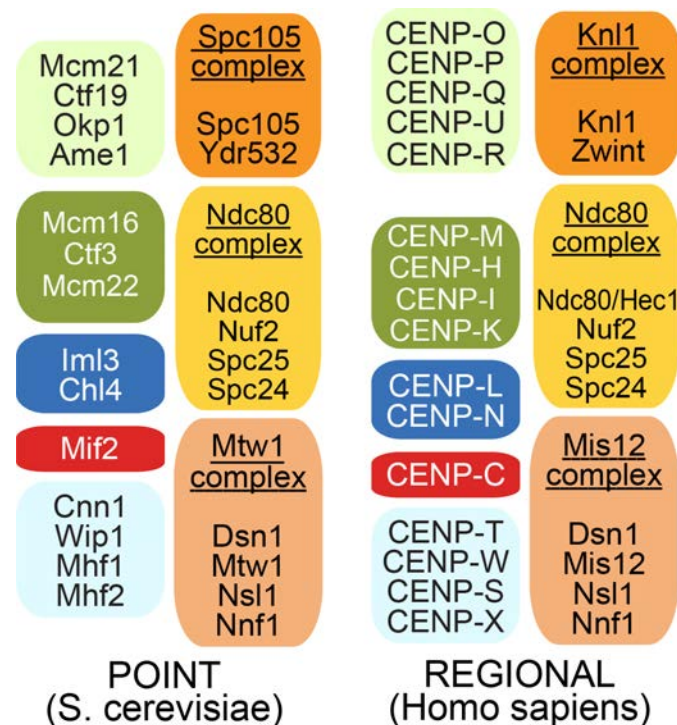 Mcm21
Ctf19
Okp1
Ame1
Mcm16
Ctf3
Mcm22
Iml3
Chl4
Mif2
Cnn1
Wip1
Mhf1
Mhf2
Spc105
complex
Spc105
Ydr532
Ndc80
complex
Ndc80
Nuf2
Spc25
Spc24
Mtw1
complex
Dsn1
Mtw1
Nsl1
Nnf1
POINT
(S. cerevisiae)
CENP-O
CENP-P
CENP-Q
CENP-U
CENP-R
CENP-M
CENP-H
CENP-I
CENP-K
CENP-L
CENP-N
CENP-C
CENP-T
CENP-W
CENP-S
CENP-X
Knl1
complex
Knl1
Zwint
Ndc80
complex
Ndc80/Hec1
Nuf2
Spc25
Spc24
Mis12
complex
Dsn1
Mis12
Nsl1
Nnf1
REGIONAL
(Homo sapiens)